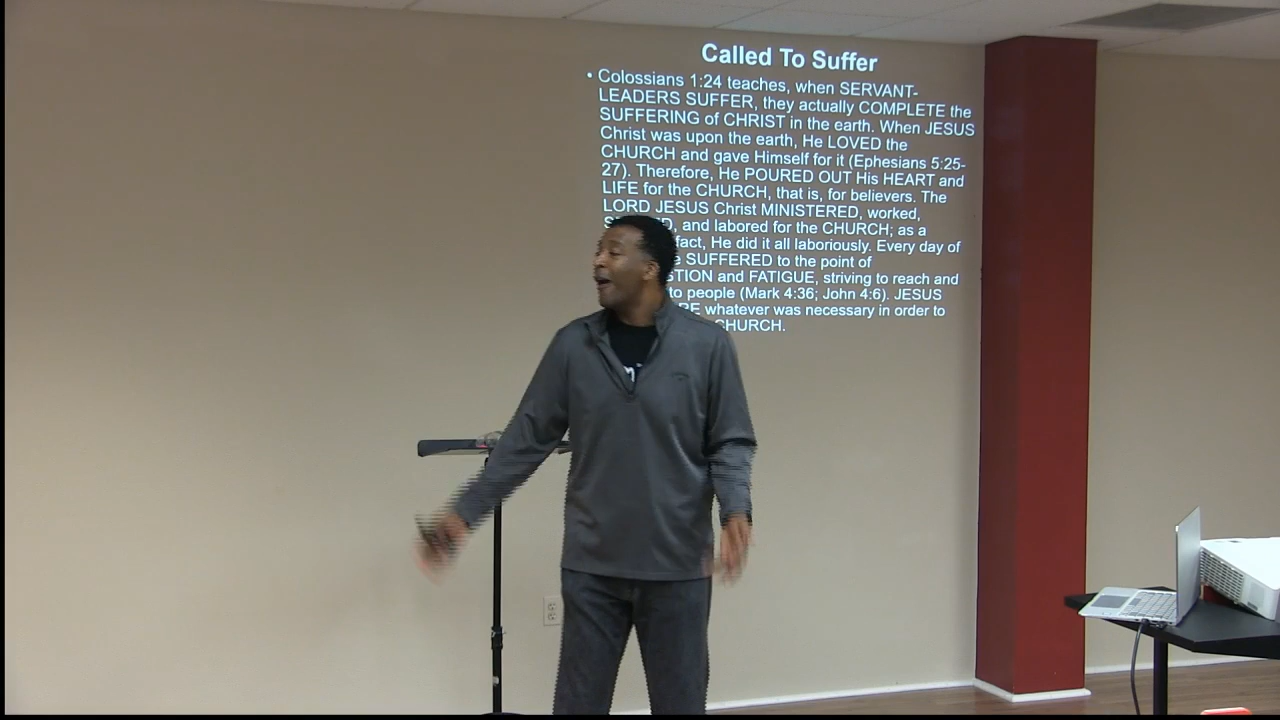 Called To Suffer
• Colossians 1:24 teaches, when SERVANT-
LEADERS SUFFER, they actually COMPLETE the
SUFFERING of CHRIST in the earth. When JESUS
Christ was upon the earth, He LOVED the
CHURCH and gave Himself for it (Ephesians 5:25-
27). Therefore, He POURED OUT His HEART and
LIFE for the CHURCH, that is, for believers. The
LORD JESUS Christ MINISTERED, worked,
and labored for the CHURCH; as a
fact, He did it all laboriously. Every day of
SUFFERED to the point of
and FATIGUE, striving to reach and
to people (Mark 4:36; John 4:6). JESUS
whatever was necessary in order to
CHURCH.